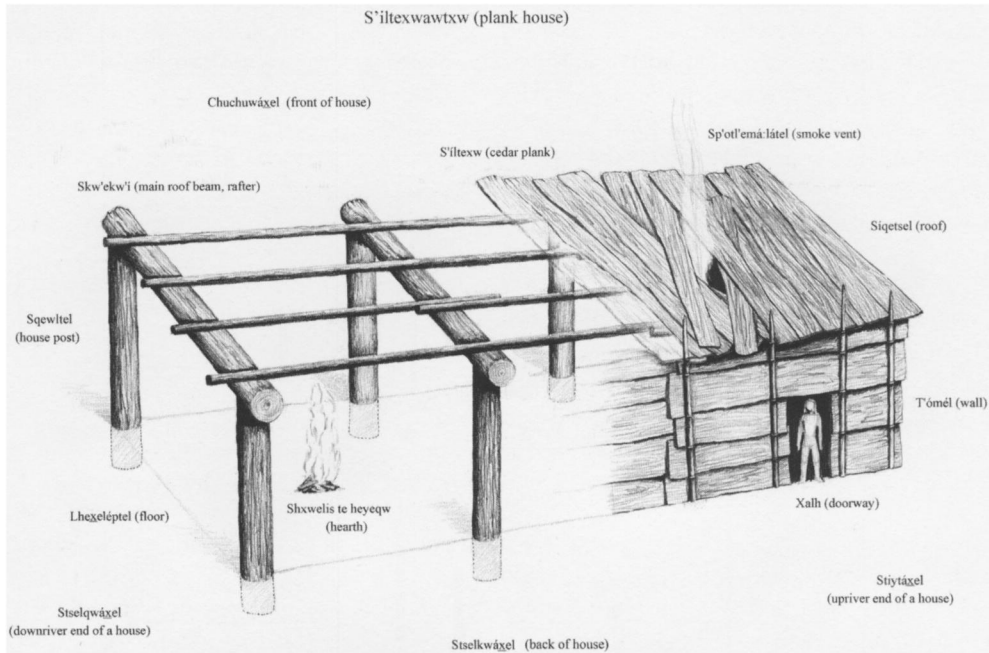 S'iltexwawtxw (plank house)
Chuchuwáx̲el (front of house)
Sp'otl'emá:látel (smoke vent)
S'íltexw (cedar plank)
Skw'ekw'í (main roof beam, rafter)
Síqetsel (roof)
Sqewltel
(house post)
T'ómél (wall)
Xalh (doorway)
Lhex̲eléptel (floor)
Shxwelis te heyeqw
(hearth)
Stiytáx̲el
(upriver end of a house)
Stselqwáx̲el
(downriver end of a house)
Stselkwáx̲el (back of house)